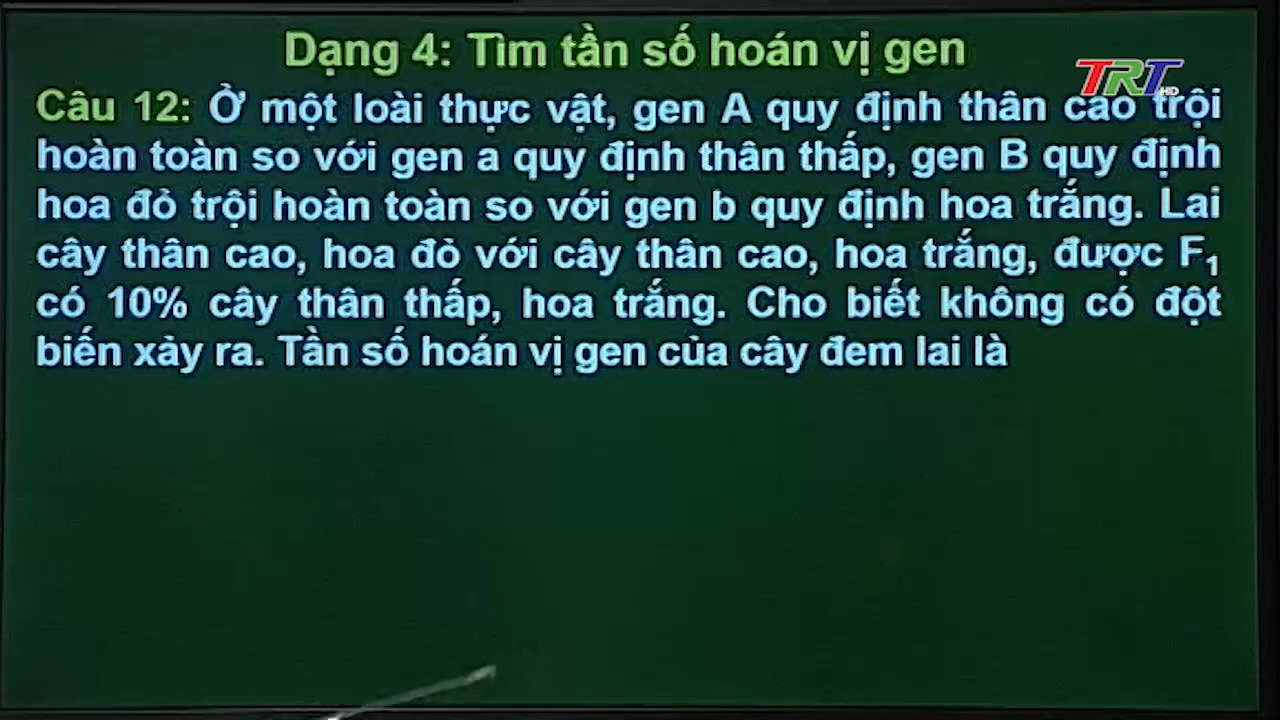 Dạng 4: Tìm tần số hoán vị gen
TRT HD
Câu 12: Ở một loài thực vật, gen A quy định thân cao trội
hoàn toàn so với gen a quy định thân thấp, gen B quy định
hoa đỏ trội hoàn toàn so với gen b quy định hoa trắng. Lai
cây thân cao, hoa đỏ với cây thân cao, hoa trắng, được F₁
có 10% cây thân thấp, hoa trắng. Cho biết không có đột
biến xảy ra. Tần số hoán vị gen của cây đem lai là